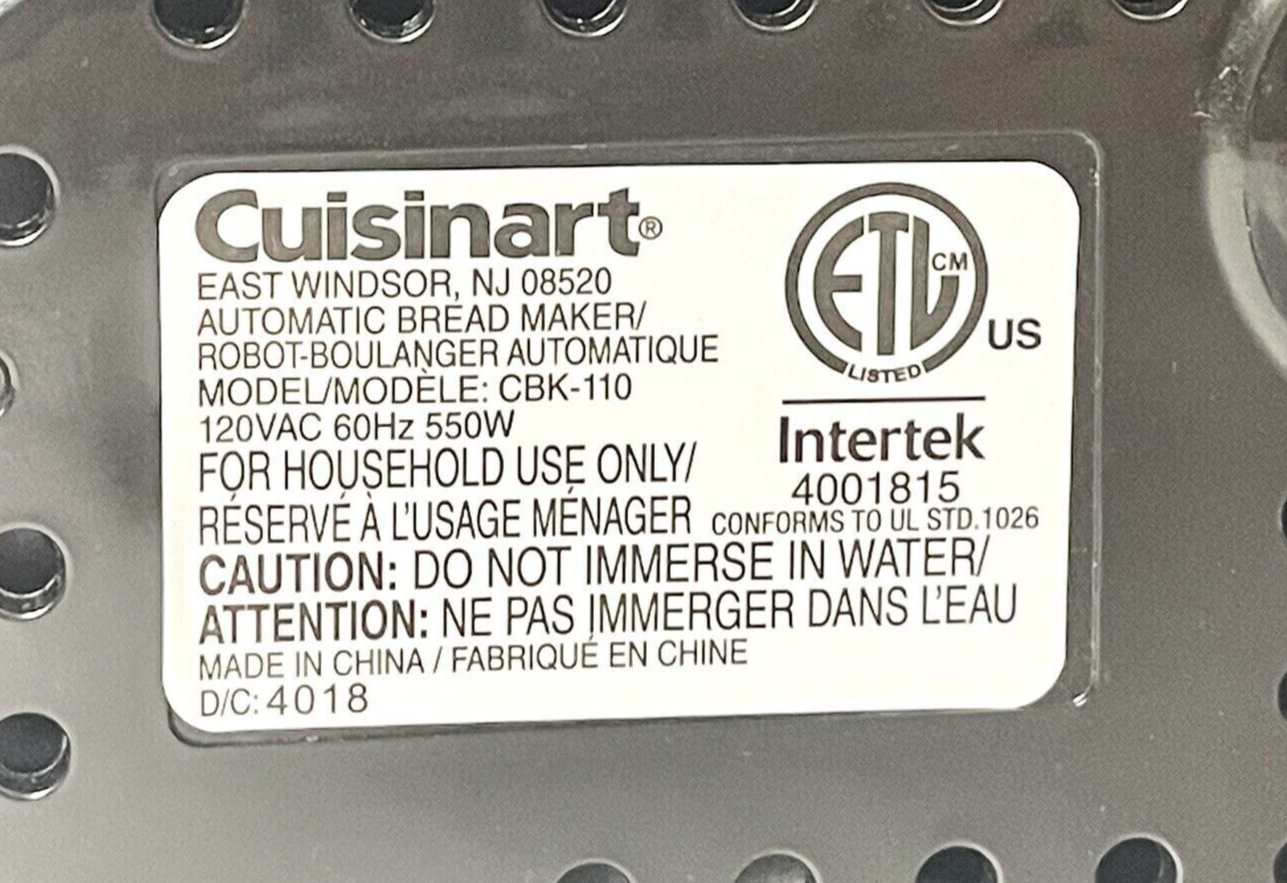 Cuisinart®
EAST WINDSOR, NJ 08520
AUTOMATIC BREAD MAKER/
ROBOT-BOULANGER AUTOMATIQUE
MODEL/MODÈLE: CBK-110
120VAC 60Hz 550W
FOR HOUSEHOLD USE ONLY/
RÉSERVÉ À L'USAGE MÉNAGER
CAUTION: DO NOT IMMERSE IN WATER/
ATTENTION: NE PAS IMMERGER DANS L'EAU
MADE IN CHINA / FABRIQUÉ EN CHINE
D/C: 4018
ETL CM
LISTED
US
Intertek
4001815
CONFORMS TO UL STD.1026